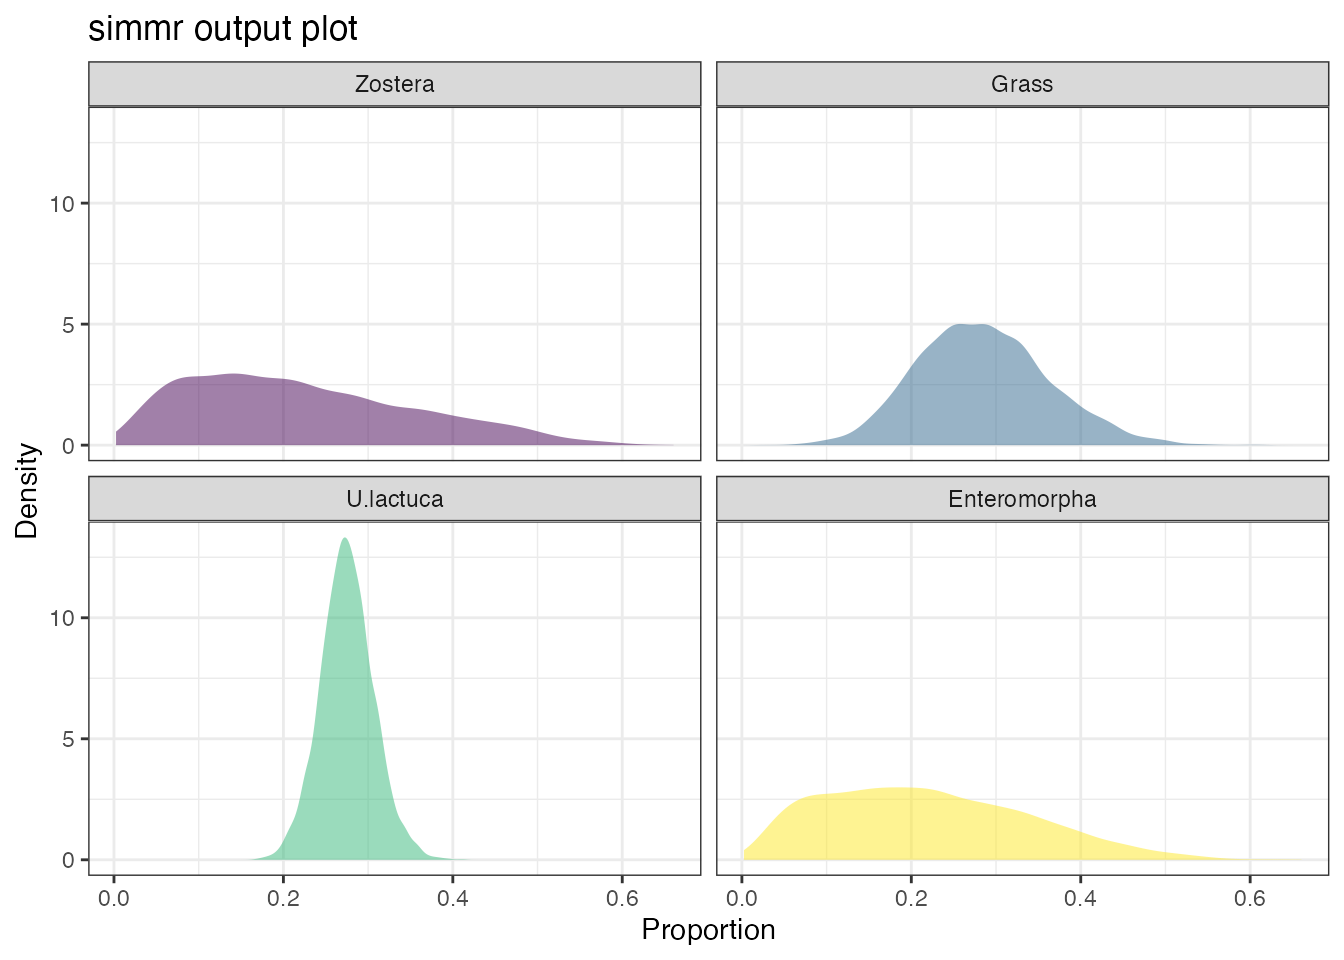 simmr output plot
Zostera
Grass
10
5
0
Density
U.lactuca
Enteromorpha
10
5
0
0.0 0.2 0.4 0.6 0.0 0.2 0.4 0.6
Proportion